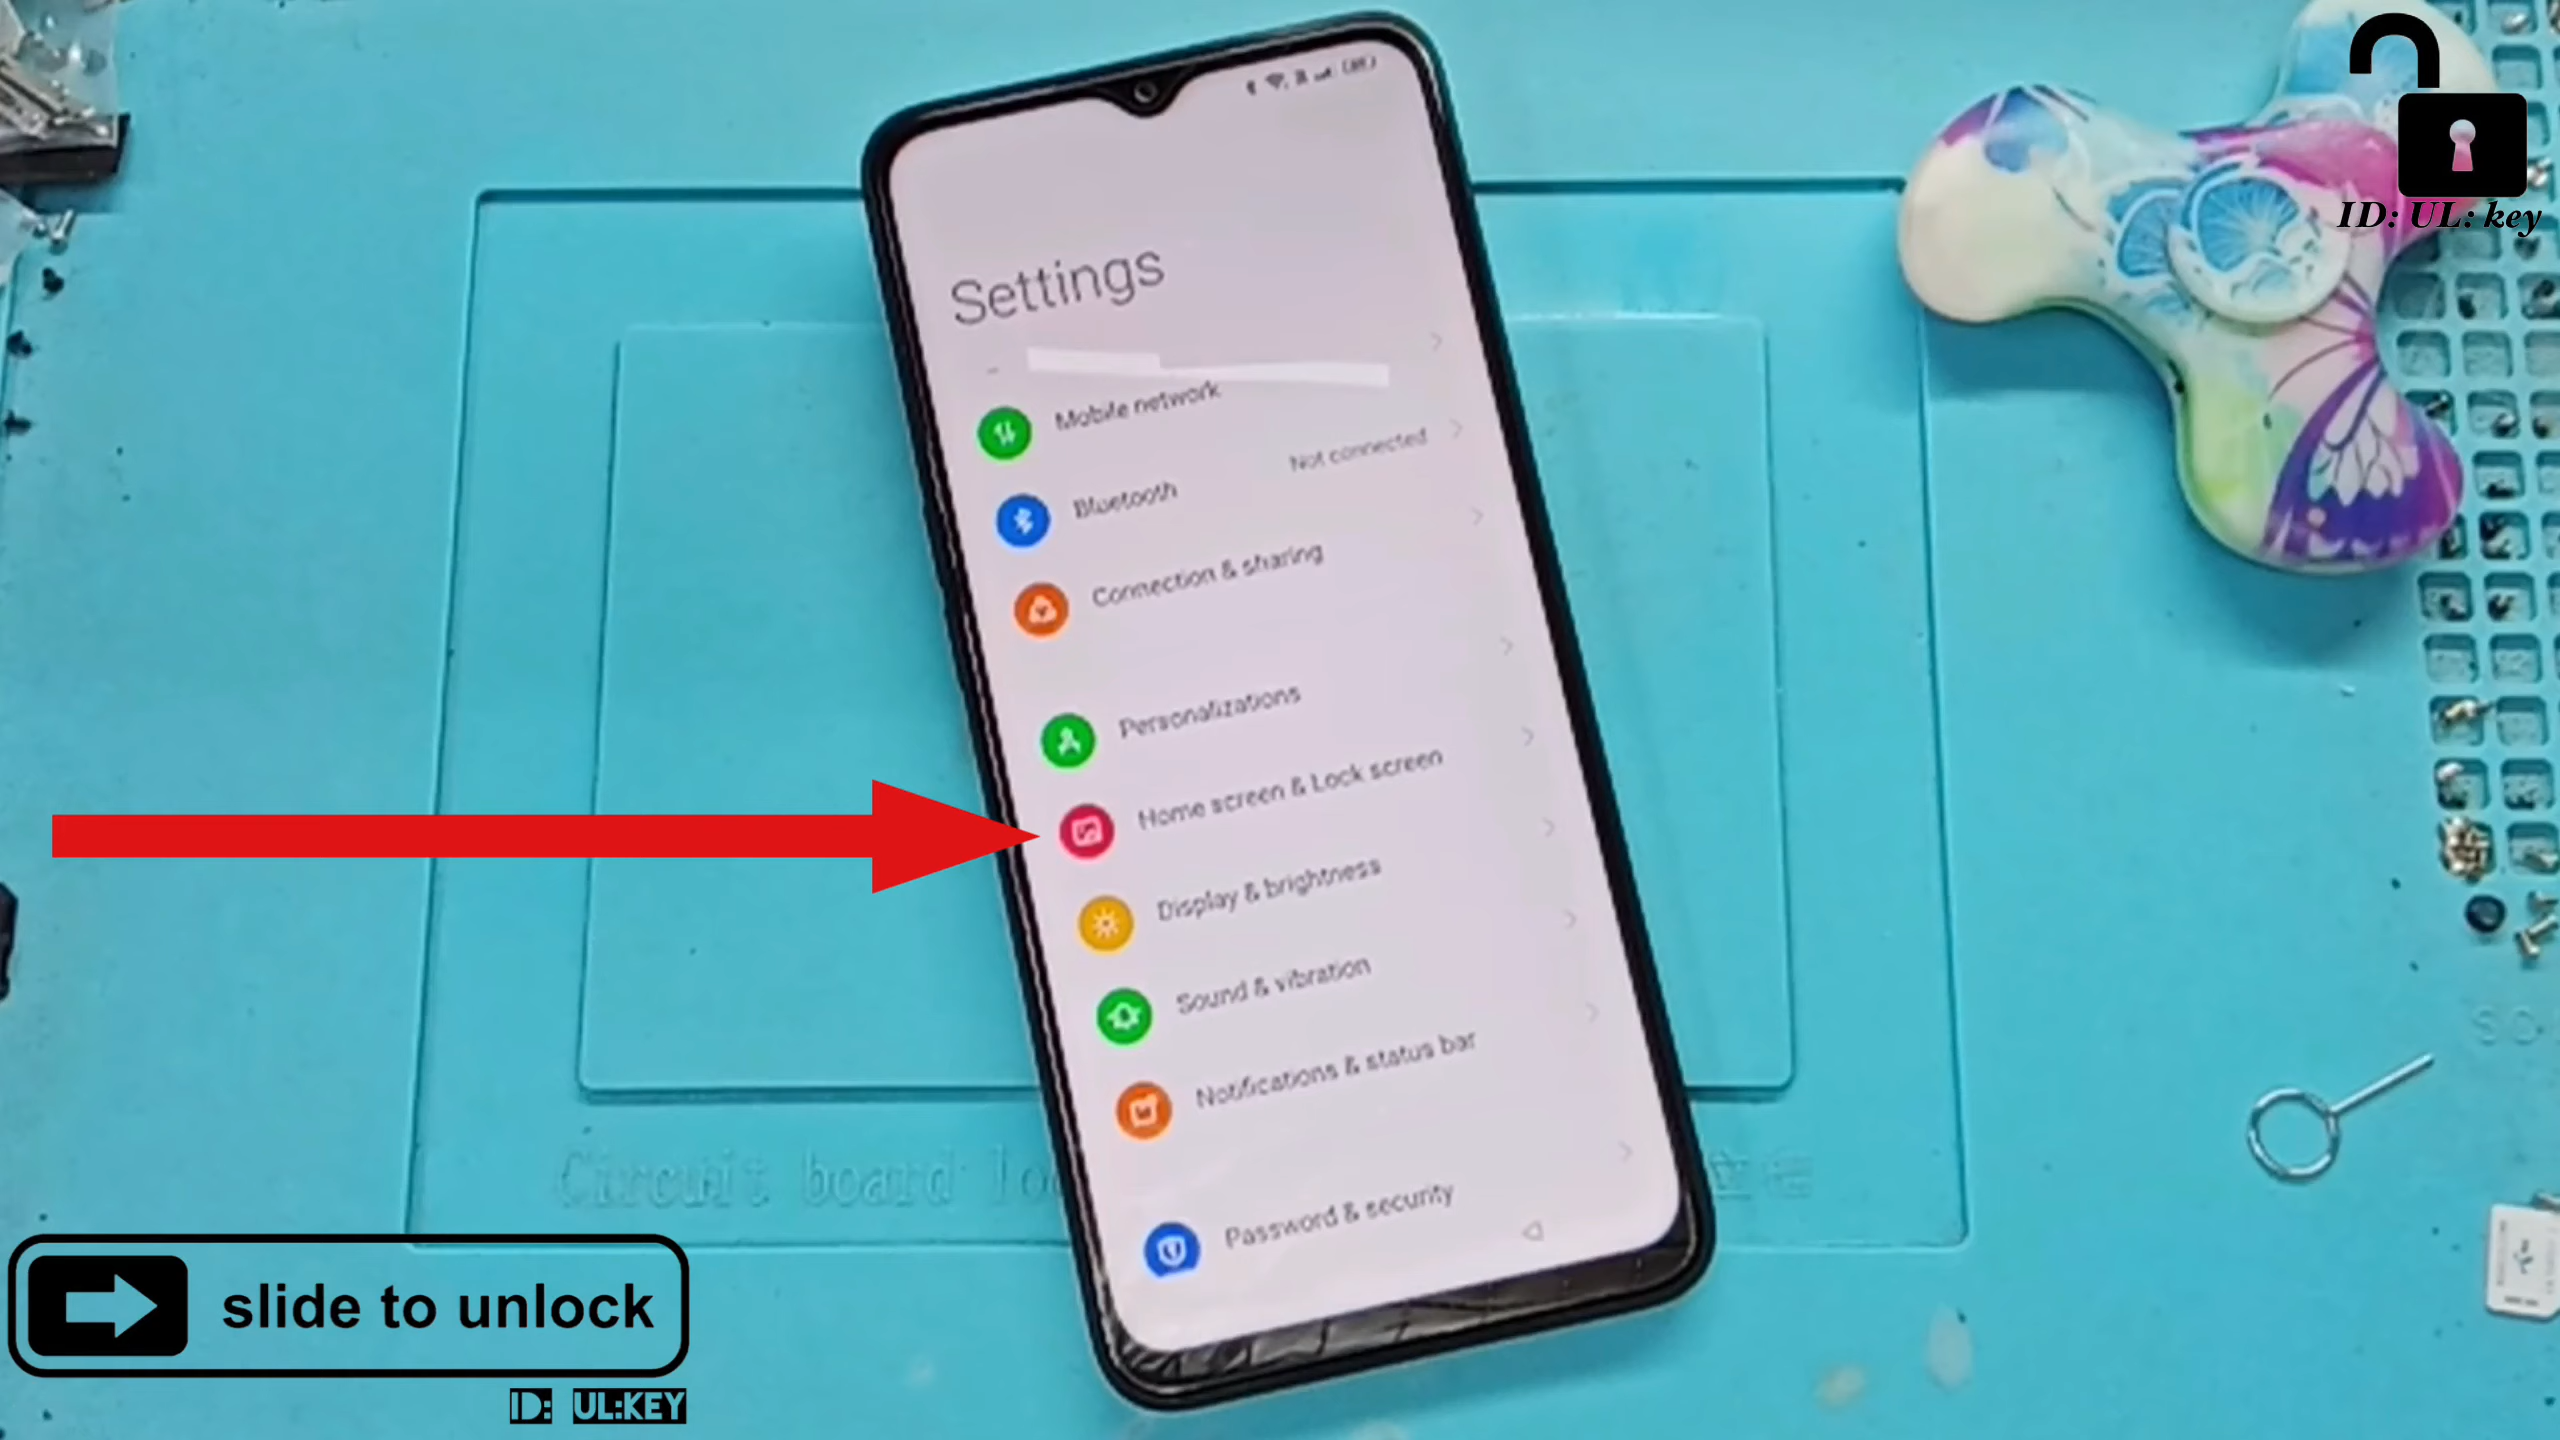 ID: UL: key
Settings
Mobile network
Bluetooth
Not connected
Connection & sharing
Personalizations
Home screen & Lock screen
Display & brightness
Sound & vibration
Notifications & status bar
Password & security
Circuit board
slide to unlock
ID: UL:KEY